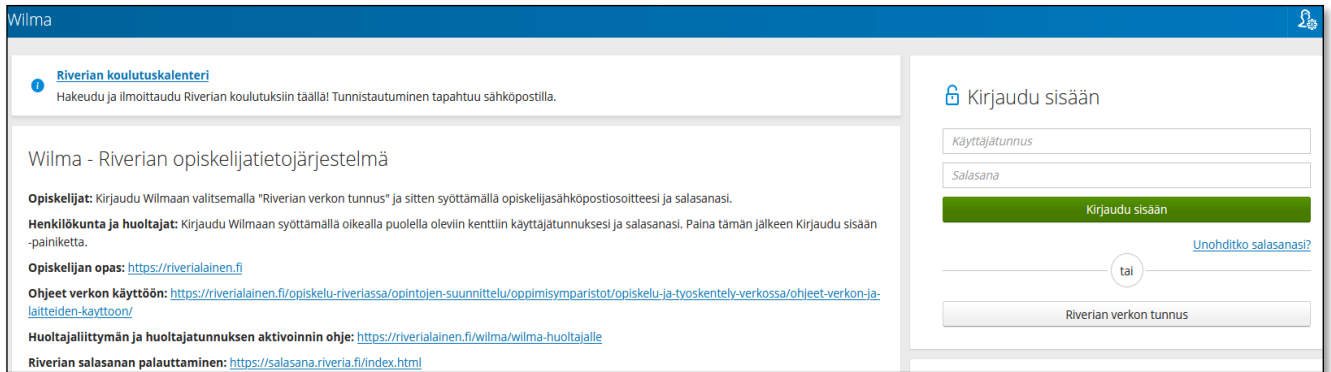 Wilma
Riverian koulutuskalenteri
Hakeudu ja ilmoittaudu Riverian koulutuksiin täällä! Tunnistautuminen tapahtuu sähköpostilla.
Wilma - Riverian opiskelijatietojärjestelmä
Opiskelijat: Kirjaudu Wilmaan valitsemalla "Riverian verkon tunnus" ja sitten syöttämällä opiskelijasähköpostiosoitteesi ja salasanasi.
Henkilökunta ja huoltajat: Kirjaudu Wilmaan syöttämällä oikealla puolella oleviin kenttiin käyttäjätunnuksesi ja salasanasi. Paina tämän jälkeen Kirjaudu sisään
-painiketta.
Opiskelijan opas: https://riverialainen.fi
Ohjeet verkon käyttöön: https://riverialainen.fi/opiskelu-riveriassa/opintojen-suunnittelu/oppimisymparistot/opiskelu-ja-tyoskentely-verkossa/ohjeet-verkon-ja-
laitteiden-kayttoon/
Huoltajaliittymän ja huoltajatunnuksen aktivoinnin ohje: https://riverialainen.fi/wilma/wilma-huoltajalle
Riverian salasanan palauttaminen: https://salasana.riveria.fi/index.html
Kirjaudu sisään
Käyttäjätunnus
Salasana
Kirjaudu sisään
Unohditko salasanasi?
tai
Riverian verkon tunnus